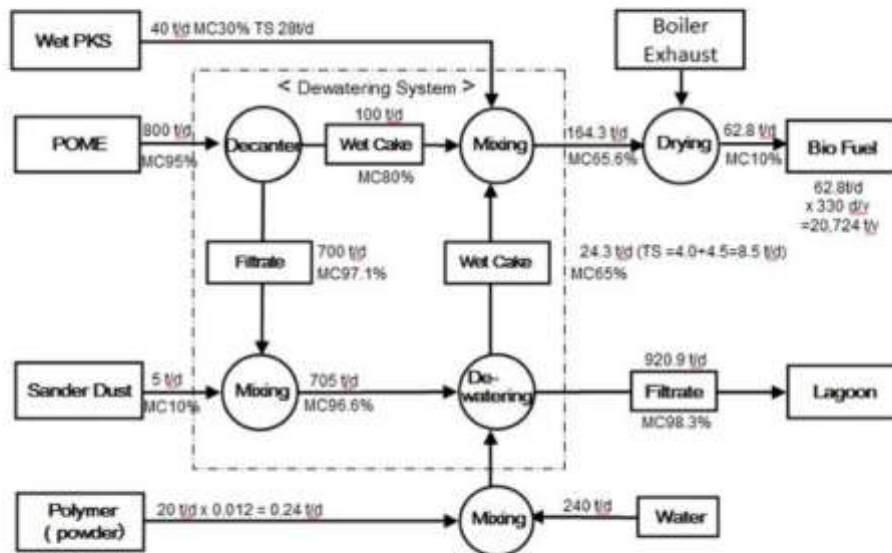 Wet PKS
40 t/d MC30% TS 28t/d
Boiler
Exhaust
< Dewatering System >
POME
800 t/d
MC95%
Decanter
100 t/d
Wet Cake
MC80%
Mixing
164.3 t/d
MC65.6%
Drying
62.8 t/d
MC10%
Bio Fuel
62.8t/d
x 330 d/y
=20,724 t/y
Filtrate
700 t/d
MC97.1%
Wet Cake
24.3 t/d (TS =4.0+4.5=8.5 t/d)
MC65%
Sander Dust
5 t/d
MC10%
Mixing
705 t/d
MC96.6%
De-
watering
920.9 t/d
Filtrate
MC98.3%
Lagoon
Polymer
( powder)
20 t/d x 0.012 = 0.24 t/d
Mixing
240 t/d
Water